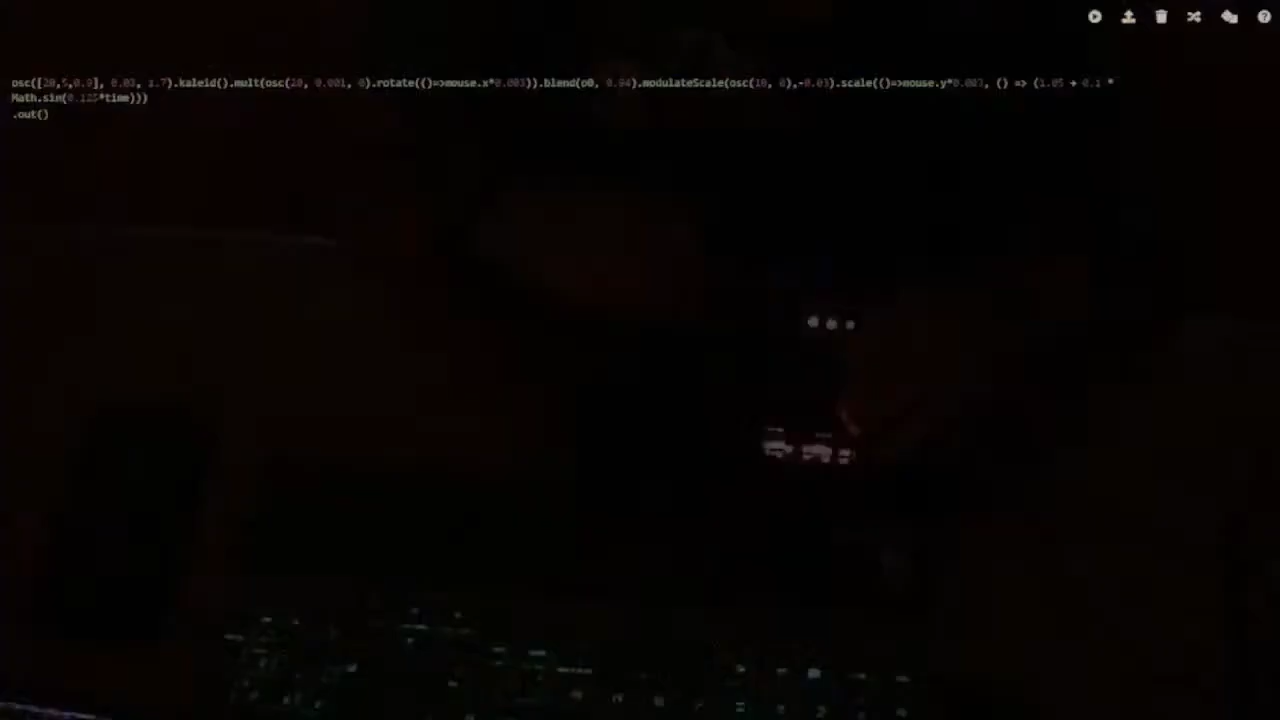 osc([20,5,0.9], 0.03, 1.7).kaleid().mult(osc(20, 0.001, 0).rotate(()=>mouse.x*0.003)).blend(o0, 0.94).modulateScale(osc(10, 0),-0.03).scale(()=>mouse.y*0.003, () => (1.05 + 0.1 *
Math.sin(0.125*time)))
.out()